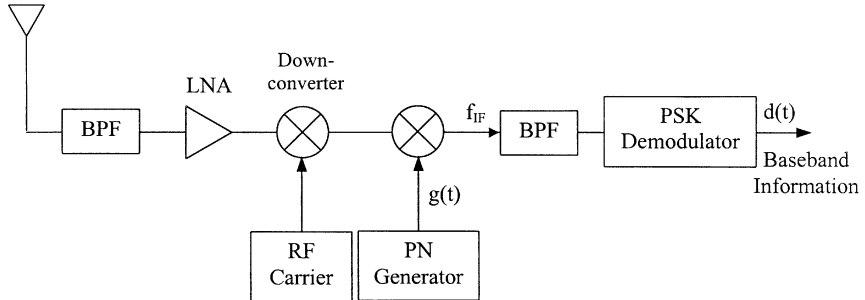 Down-
converter
LNA
BPF
f_IF
BPF
PSK
Demodulator
d(t)
Baseband
Information
g(t)
RF
Carrier
PN
Generator